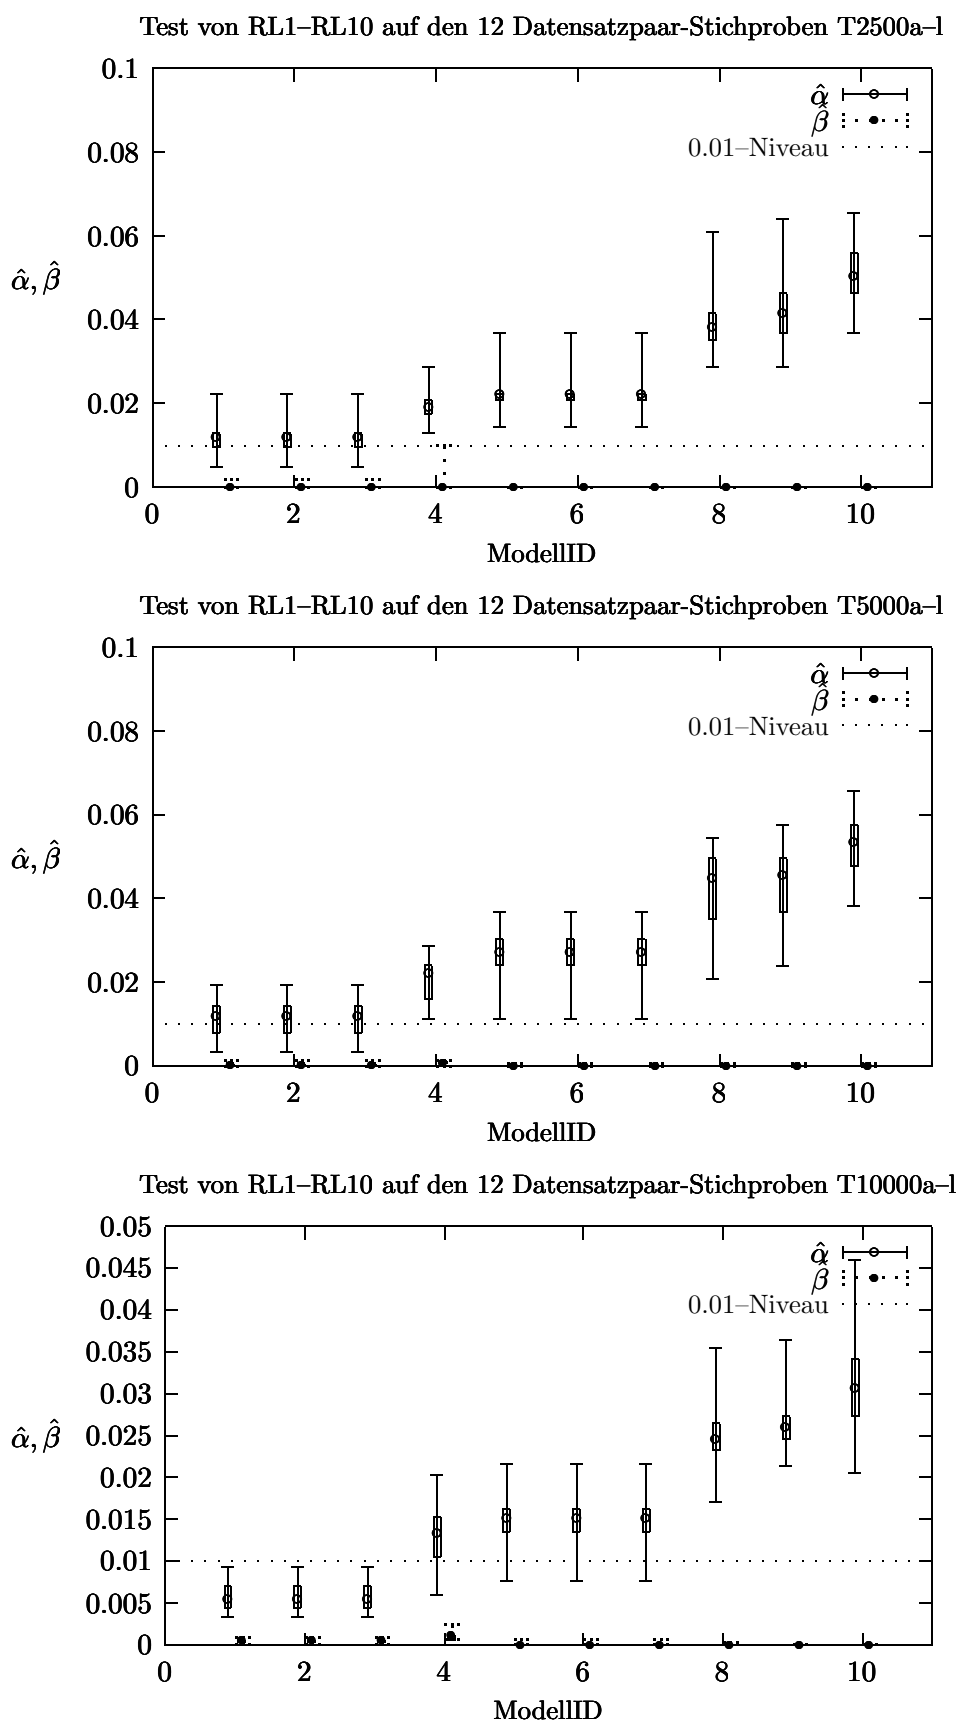 Test von RL1–RL10 auf den 12 Datensatzpaar-Stichproben T2500a–l
0.1
α̂
β̂
0.08
0.01–Niveau
0.06
α̂, β̂
0.04
0.02
0
0 2 4 6 8 10
ModellID
Test von RL1–RL10 auf den 12 Datensatzpaar-Stichproben T5000a–l
0.1
α̂
β̂
0.08
0.01–Niveau
0.06
α̂, β̂
0.04
0.02
0
0 2 4 6 8 10
ModellID
Test von RL1–RL10 auf den 12 Datensatzpaar-Stichproben T10000a–l
0.05
α̂
0.045
β̂
0.04
0.01–Niveau
0.035
0.03
α̂, β̂
0.025
0.02
0.015
0.01
0.005
0
0 2 4 6 8 10
ModellID